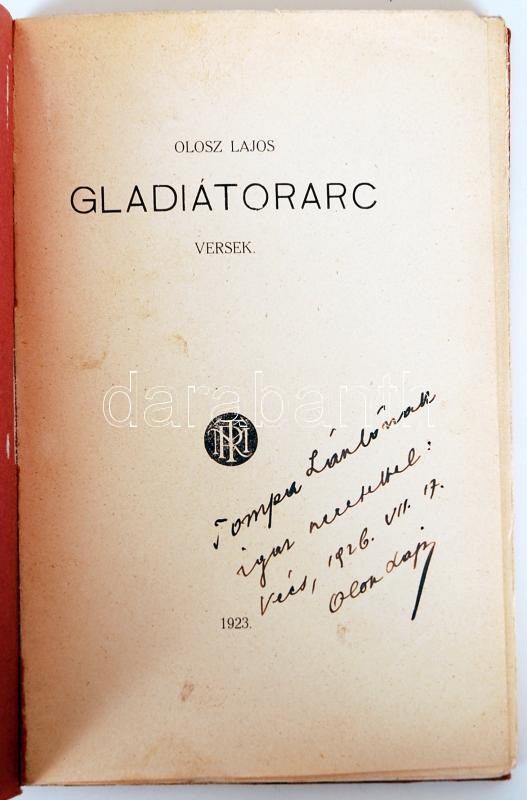 OLOSZ LAJOS
GLADIÁTORARC
VERSEK.
darabanth
Tompa Lászlónak
igaz szeretettel:
Vécs, 1926. VII. 17.
Olosz Lajos
1923.